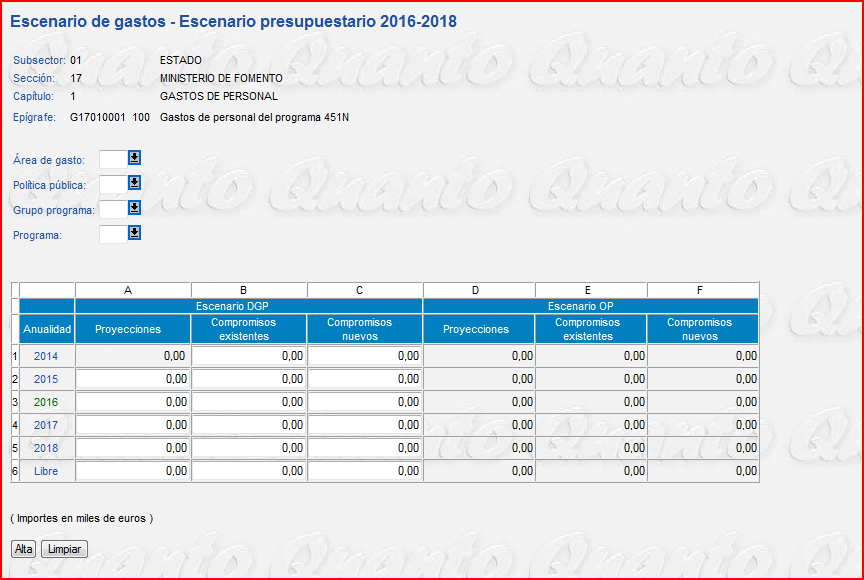 Escenario de gastos - Escenario presupuestario 2016-2018
Subsector: 01 ESTADO
Sección: 17 MINISTERIO DE FOMENTO
Capítulo: 1 GASTOS DE PERSONAL
Epígrafe: G17010001 100 Gastos de personal del programa 451N
Área de gasto:
Política pública:
Grupo programa:
Programa:
A B C D E F
Escenario DGP Escenario OP
Anualidad Proyecciones Compromisos existentes Compromisos nuevos Proyecciones Compromisos existentes Compromisos nuevos
1 2014 0,00 0,00 0,00 0,00 0,00 0,00
2 2015 0,00 0,00 0,00 0,00 0,00 0,00
3 2016 0,00 0,00 0,00 0,00 0,00 0,00
4 2017 0,00 0,00 0,00 0,00 0,00 0,00
5 2018 0,00 0,00 0,00 0,00 0,00 0,00
6 Libre 0,00 0,00 0,00 0,00 0,00 0,00
( Importes en miles de euros )
Alta Limpiar
Quanto